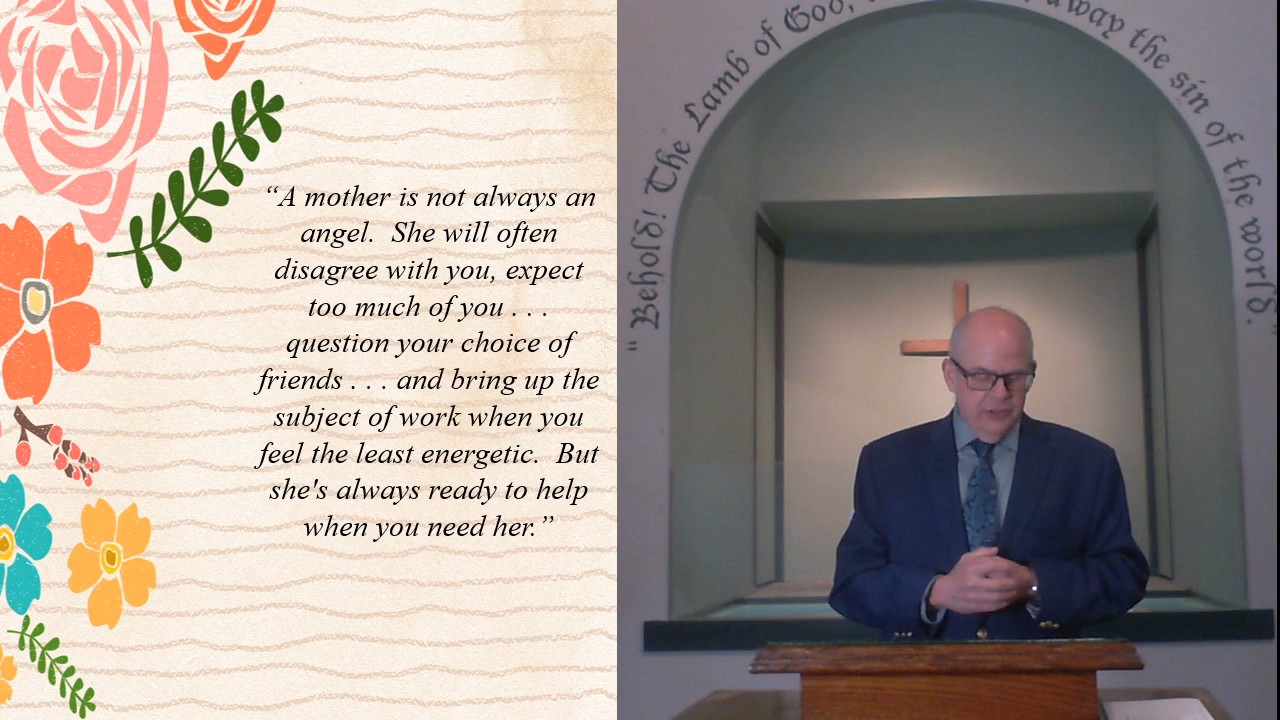 “A mother is not always an
angel.  She will often
disagree with you, expect
too much of you . . .
question your choice of
friends . . . and bring up the
subject of work when you
feel the least energetic.  But
she's always ready to help
when you need her.”
"Behold! The Lamb of God, away the sin of the world."